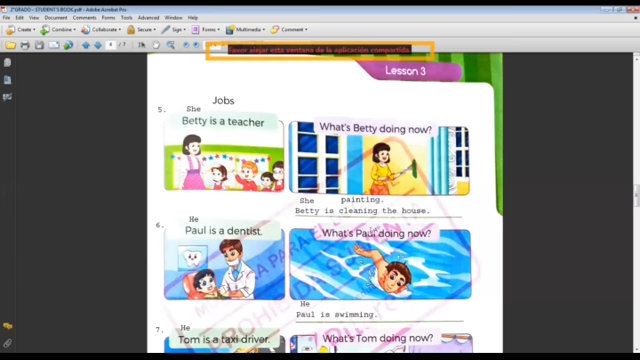 2°GRADO - STUDENT'S BOOK.pdf - Adobe Acrobat Pro
File Edit View Document Comments Forms Tools Advanced Window Help
Create Combine Collaborate Secure Sign Forms Multimedia Comment
Favor alejar esta ventana de la aplicación compartida
Lesson 3
Jobs
5. She
Betty is a teacher
What's Betty doing now?
She painting.
Betty is cleaning the house.
6. He
Paul is a dentist.
What's Paul doing now?
He
Paul is swimming.
7. He
Tom is a taxi driver.
What's Tom doing now?